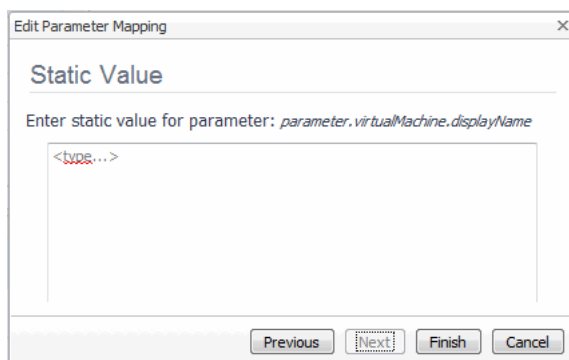 Edit Parameter Mapping
Static Value
Enter static value for parameter: parameter.virtualMachine.displayName
<type...>
Previous Next Finish Cancel